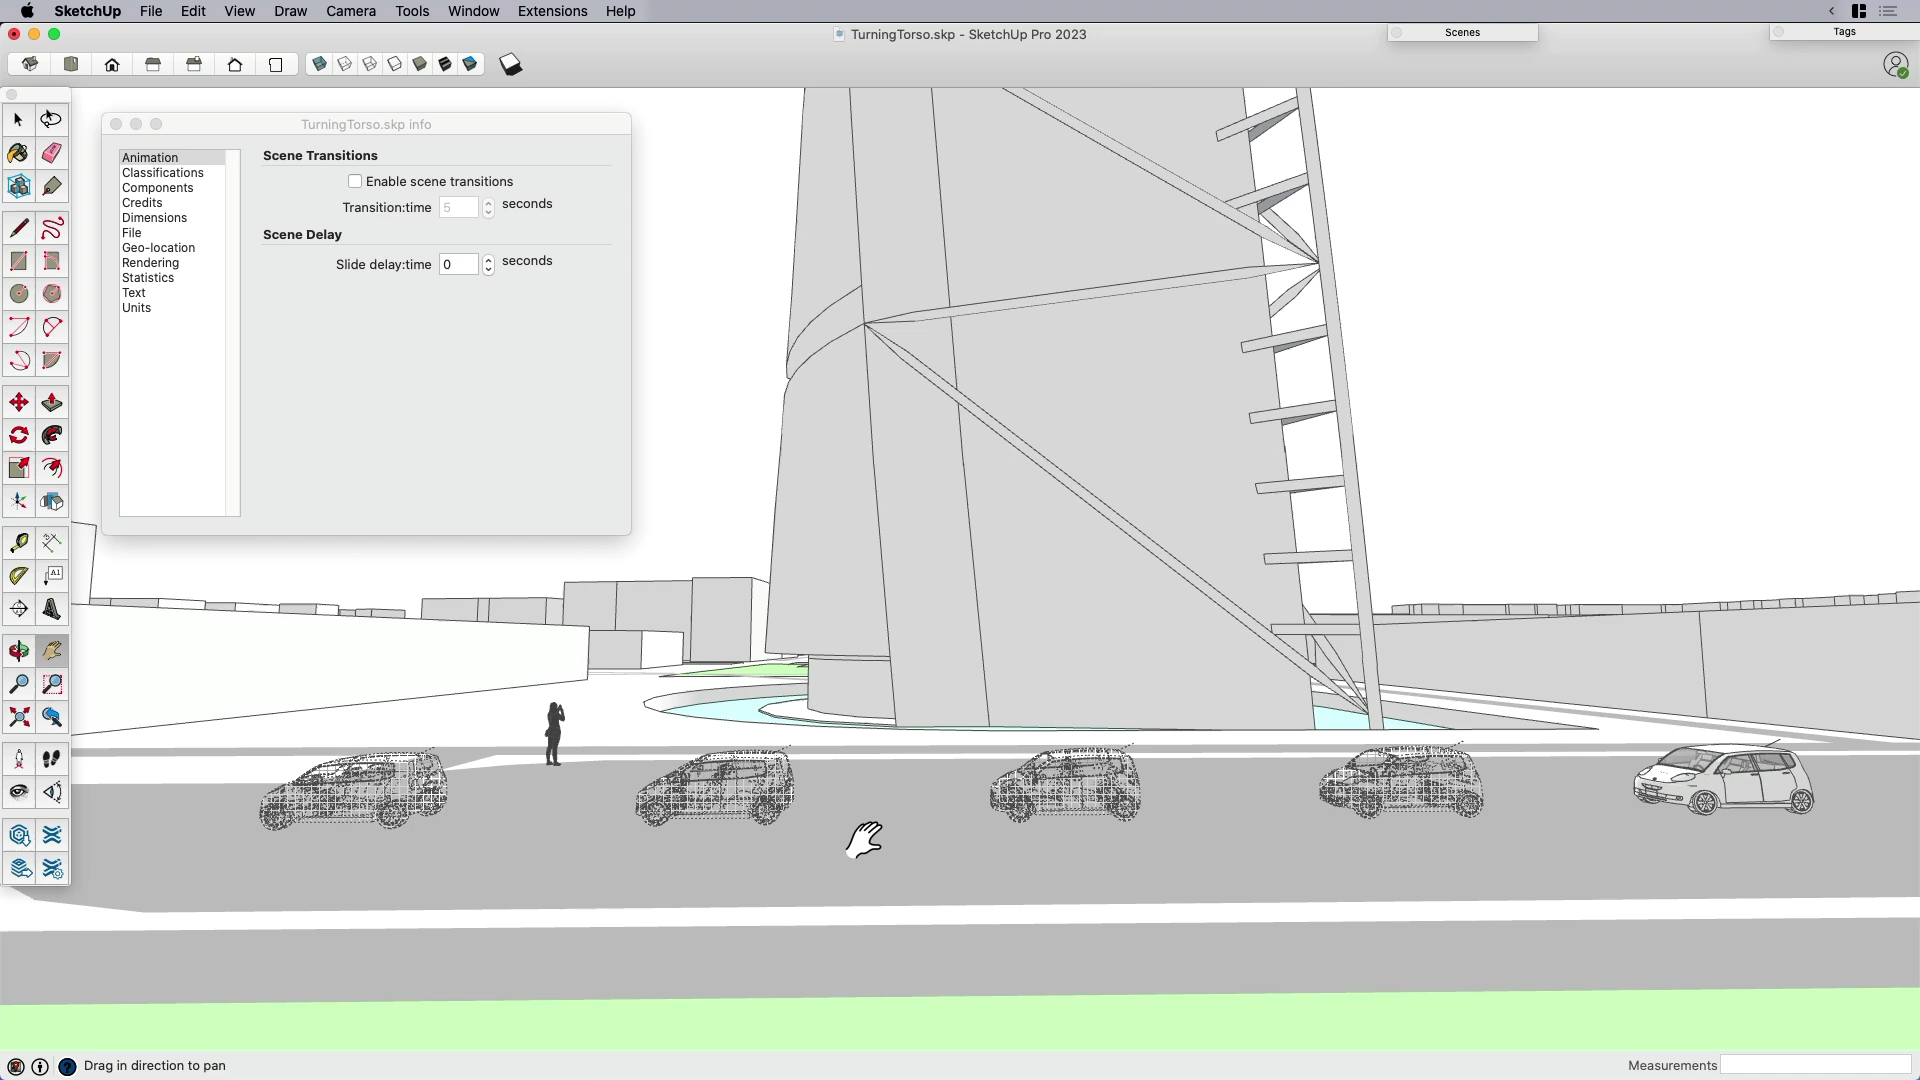 SketchUp File Edit View Draw Camera Tools Window Extensions Help
TurningTorso.skp - SketchUp Pro 2023
Scenes
Tags
TurningTorso.skp info
Animation
Classifications
Components
Credits
Dimensions
File
Geo-location
Rendering
Statistics
Text
Units
Scene Transitions
Enable scene transitions
Transition:time 5 seconds
Scene Delay
Slide delay:time 0 seconds
A1
Drag in direction to pan
Measurements